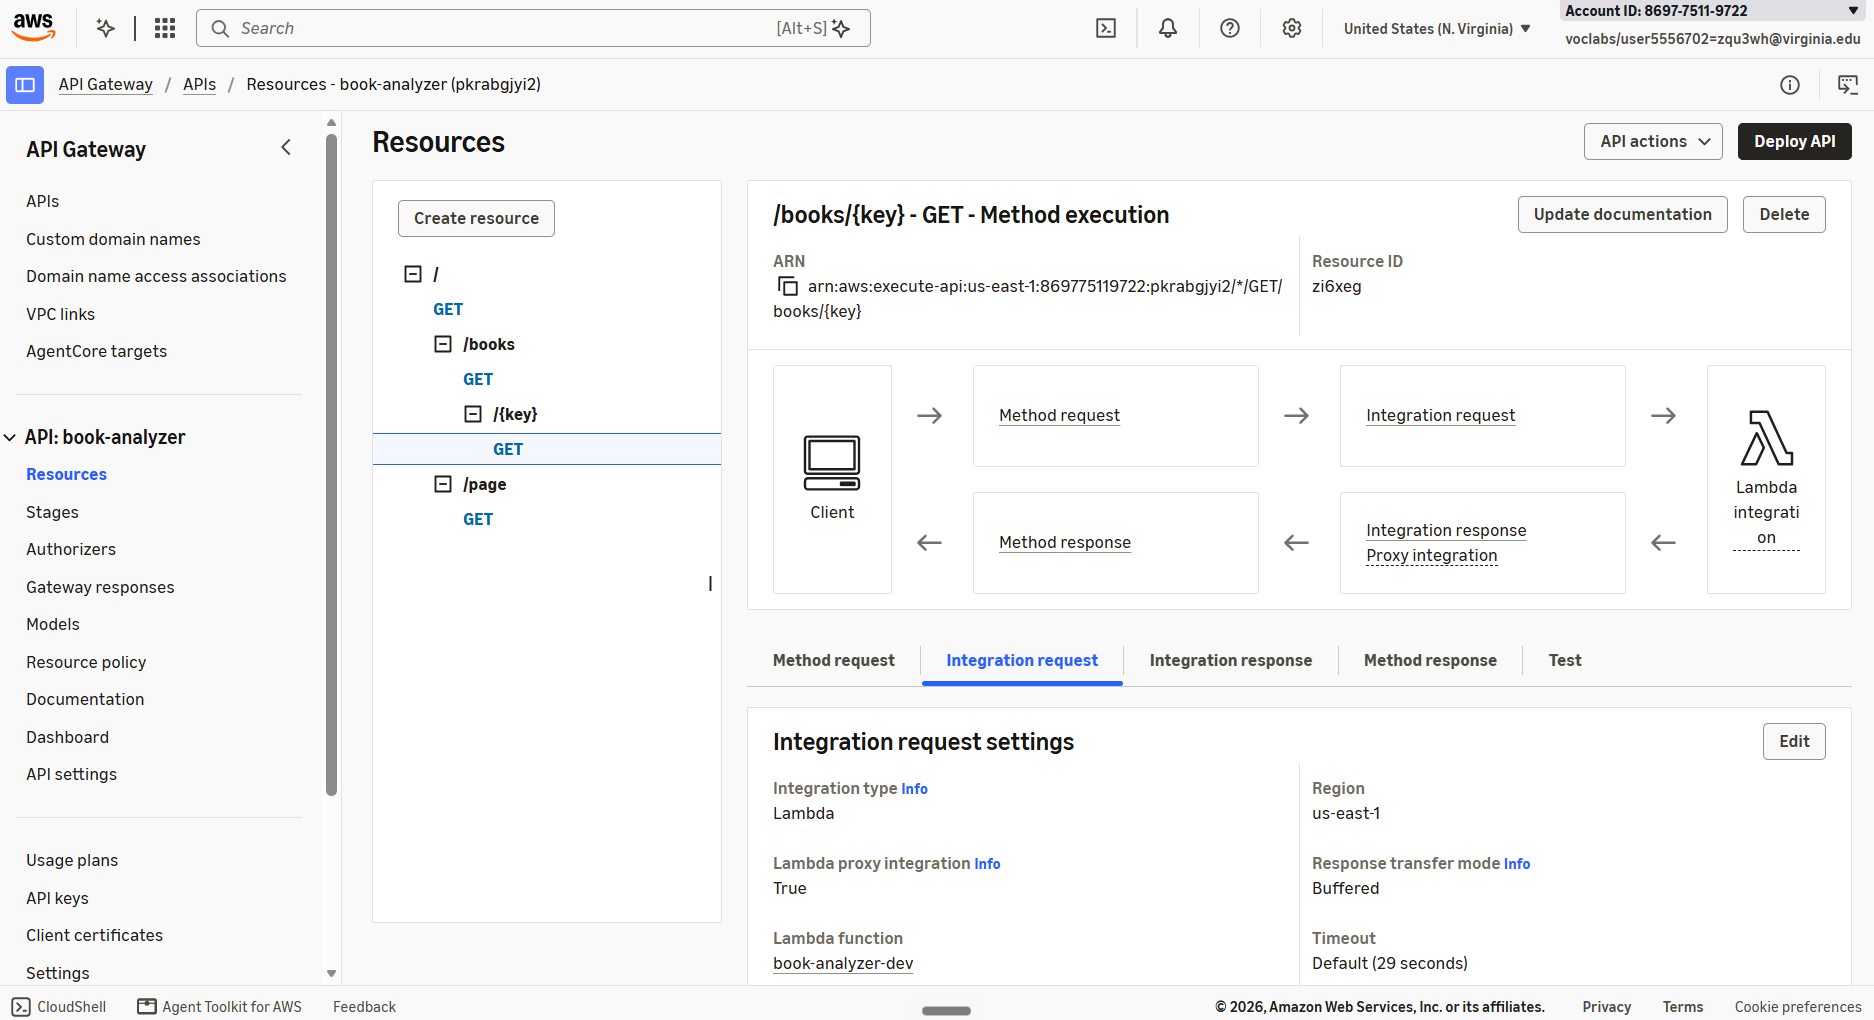 aws
Search
[Alt+S]
United States (N. Virginia)
Account ID: 8697-7511-9722
voclabs/user5556702=zqu3wh@virginia.edu
API Gateway / APIs / Resources - book-analyzer (pkrabgjyi2)
API Gateway
APIs
Custom domain names
Domain name access associations
VPC links
AgentCore targets
API: book-analyzer
Resources
Stages
Authorizers
Gateway responses
Models
Resource policy
Documentation
Dashboard
API settings
Usage plans
API keys
Client certificates
Settings
Resources
API actions
Deploy API
Create resource
/
GET
/books
GET
/{key}
GET
/page
GET
/books/{key} - GET - Method execution
Update documentation
Delete
ARN
arn:aws:execute-api:us-east-1:869775119722:pkrabgjyi2/*/GET/
books/{key}
Resource ID
zi6xeg
Client
Method request
Integration request
Lambda
integrati
on
Method response
Integration response
Proxy integration
Method request
Integration request
Integration response
Method response
Test
Integration request settings
Edit
Integration type Info
Lambda
Region
us-east-1
Lambda proxy integration Info
True
Response transfer mode Info
Buffered
Lambda function
book-analyzer-dev
Timeout
Default (29 seconds)
CloudShell
Agent Toolkit for AWS
Feedback
© 2026, Amazon Web Services, Inc. or its affiliates.
Privacy
Terms
Cookie preferences